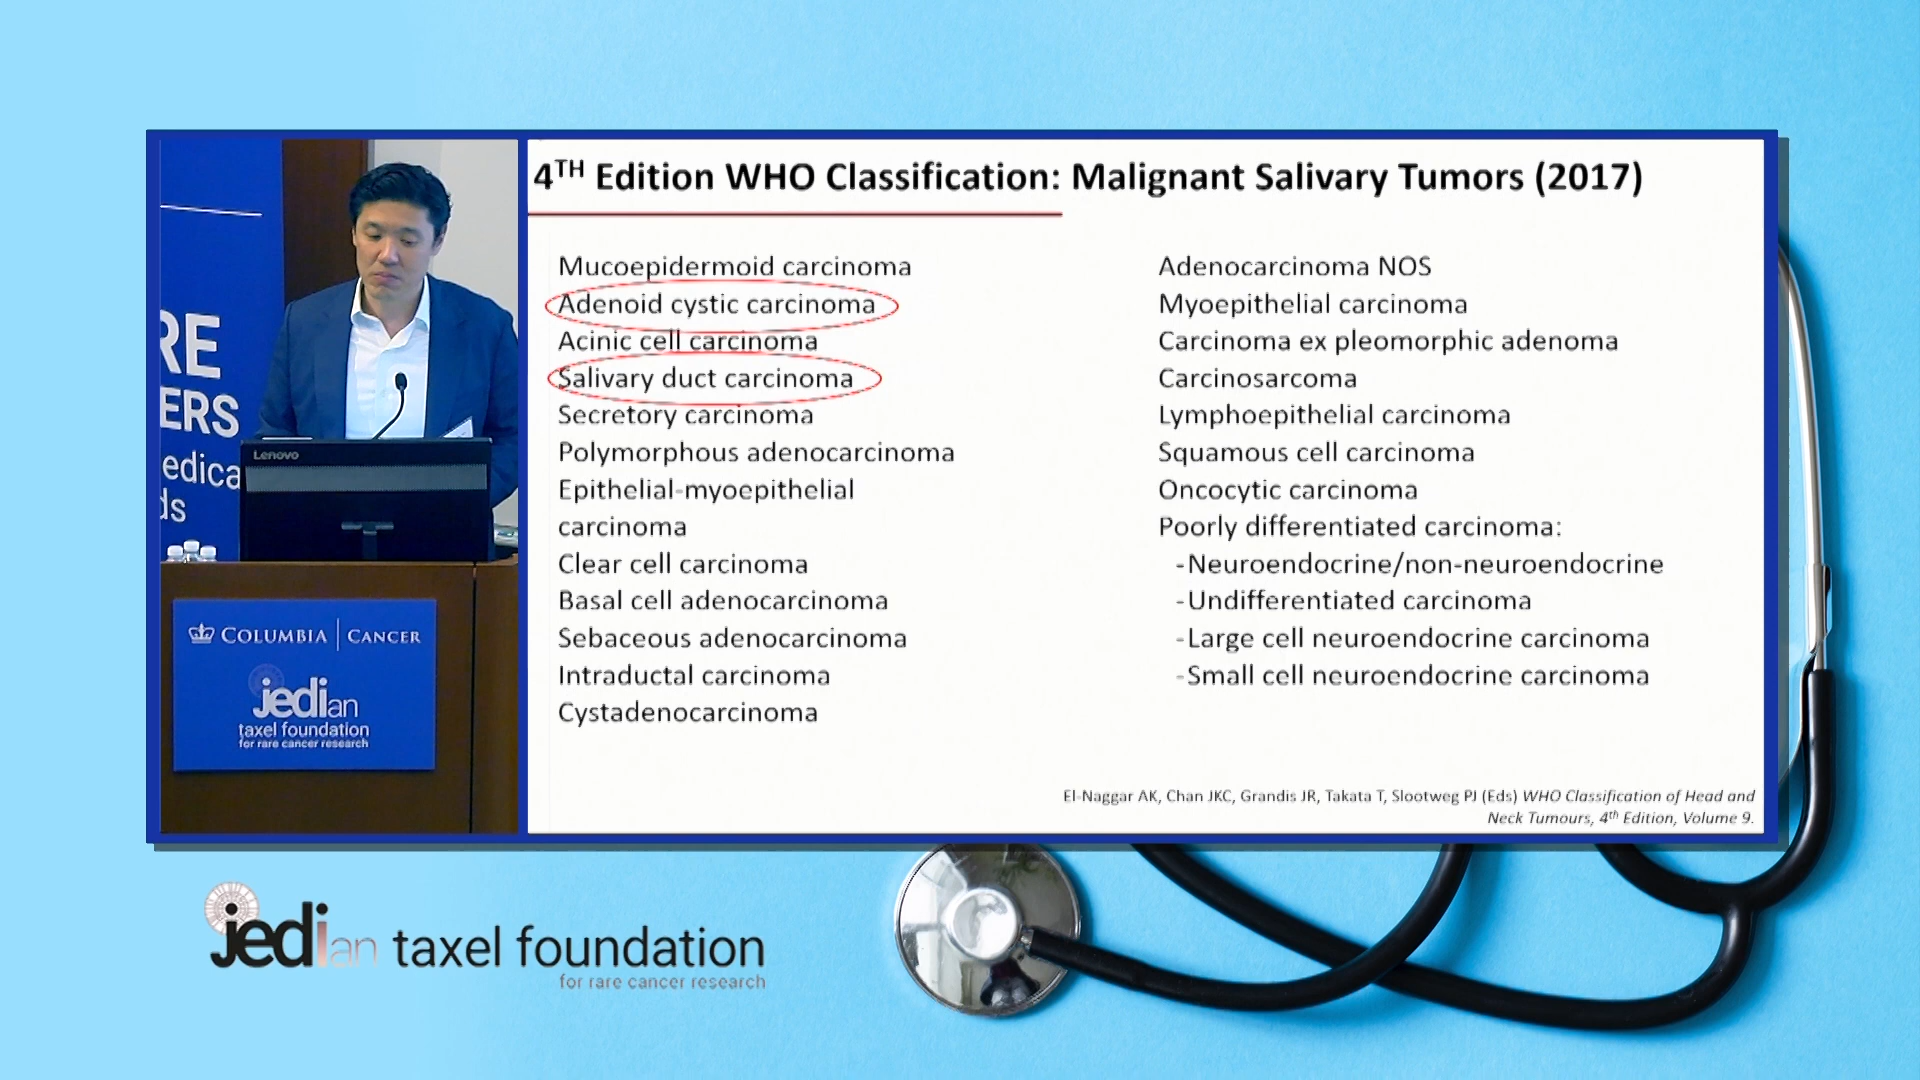 4TH Edition WHO Classification: Malignant Salivary Tumors (2017)
Mucoepidermoid carcinoma
Adenoid cystic carcinoma
Acinic cell carcinoma
Salivary duct carcinoma
Secretory carcinoma
Polymorphous adenocarcinoma
Epithelial-myoepithelial
carcinoma
Clear cell carcinoma
Basal cell adenocarcinoma
Sebaceous adenocarcinoma
Intraductal carcinoma
Cystadenocarcinoma
Adenocarcinoma NOS
Myoepithelial carcinoma
Carcinoma ex pleomorphic adenoma
Carcinosarcoma
Lymphoepithelial carcinoma
Squamous cell carcinoma
Oncocytic carcinoma
Poorly differentiated carcinoma:
-Neuroendocrine/non-neuroendocrine
-Undifferentiated carcinoma
-Large cell neuroendocrine carcinoma
-Small cell neuroendocrine carcinoma
El-Naggar AK, Chan JKC, Grandis JR, Takata T, Slootweg PJ (Eds) WHO Classification of Head and
Neck Tumours, 4th Edition, Volume 9.
RE
ERS
edica
ds
Lenovo
COLUMBIA | CANCER
jedian
taxel foundation
for rare cancer research
jedian taxel foundation
for rare cancer research